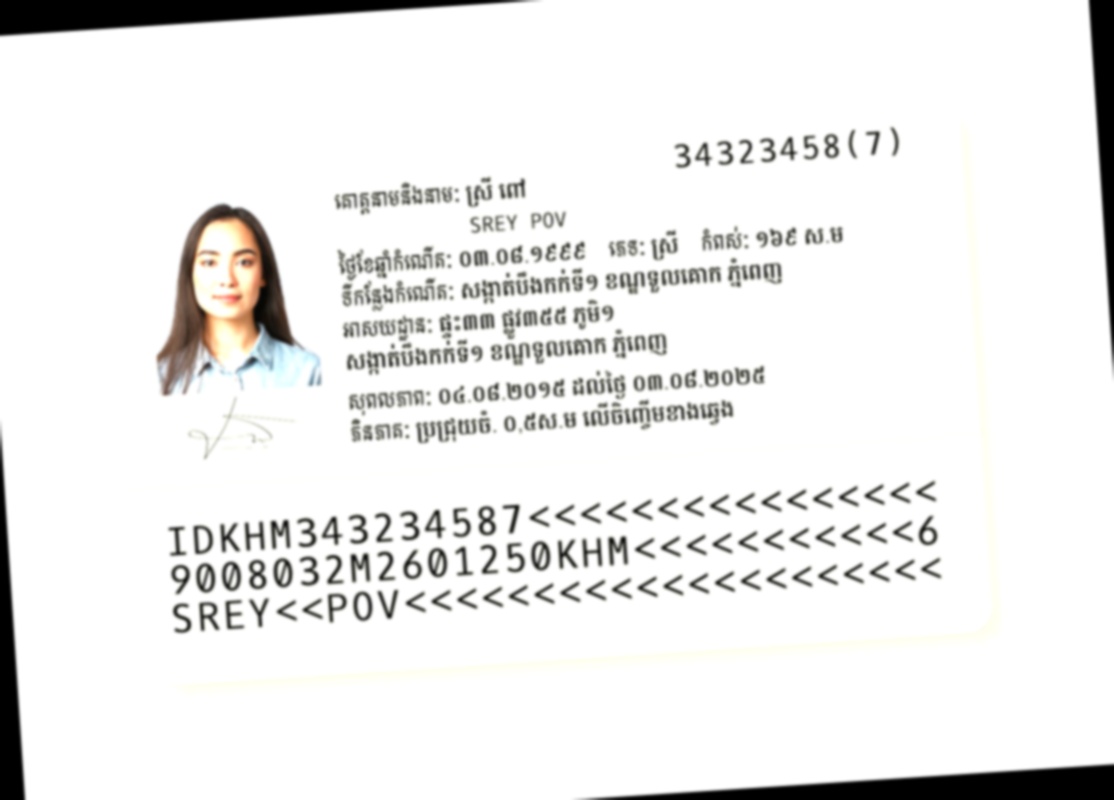 34323458(7)
គោត្តនាមនិងនាម: ស្រី ពៅ
SREY POV
ថ្ងៃខែឆ្នាំកំណើត: ០៣.០៨.១៩៩៩ ភេទ: ស្រី កំពស់: ១៦៩ ស.ម
ទីកន្លែងកំណើត: សង្កាត់បឹងកក់ទី១ ខណ្ឌទួលគោក ភ្នំពេញ
អាសយដ្ឋាន: ផ្ទះ៣៣ ផ្លូវ៣៥៥ ភូមិ១
សង្កាត់បឹងកក់ទី១ ខណ្ឌទួលគោក ភ្នំពេញ
សុពលភាព: ០៤.០៨.២០១៥ ដល់ថ្ងៃ ០៣.០៨.២០២៥
ភិនភាគ: ប្រជ្រុយចំ. ០,៥ស.ម លើចិញ្ចើមខាងឆ្វេង
IDKHM343234587<<<<<<<<<<<<<<<<
9008032M2601250KHM<<<<<<<<<<<6
SREY<<POV<<<<<<<<<<<<<<<<<<<<<